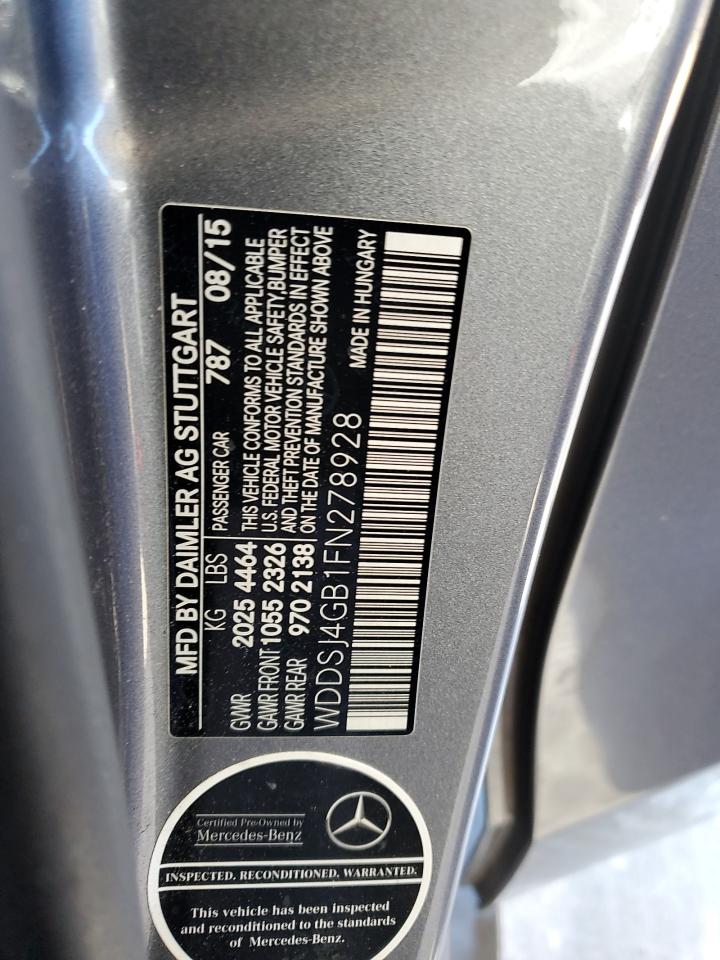 MFD BY DAIMLER AG STUTTGART
KG LBS PASSENGER CAR 787 08/15
GVWR 2025 4464 THIS VEHICLE CONFORMS TO ALL APPLICABLE
GAWR FRONT 1055 2326 U.S. FEDERAL MOTOR VEHICLE SAFETY,BUMPER
GAWR REAR 970 2138 AND THEFT PREVENTION STANDARDS IN EFFECT
ON THE DATE OF MANUFACTURE SHOWN ABOVE
WDDSJ4GB1FN278928
MADE IN HUNGARY
Certified Pre-Owned by
Mercedes-Benz
INSPECTED. RECONDITIONED. WARRANTED.
This vehicle has been inspected
and reconditioned to the standards
of Mercedes-Benz.